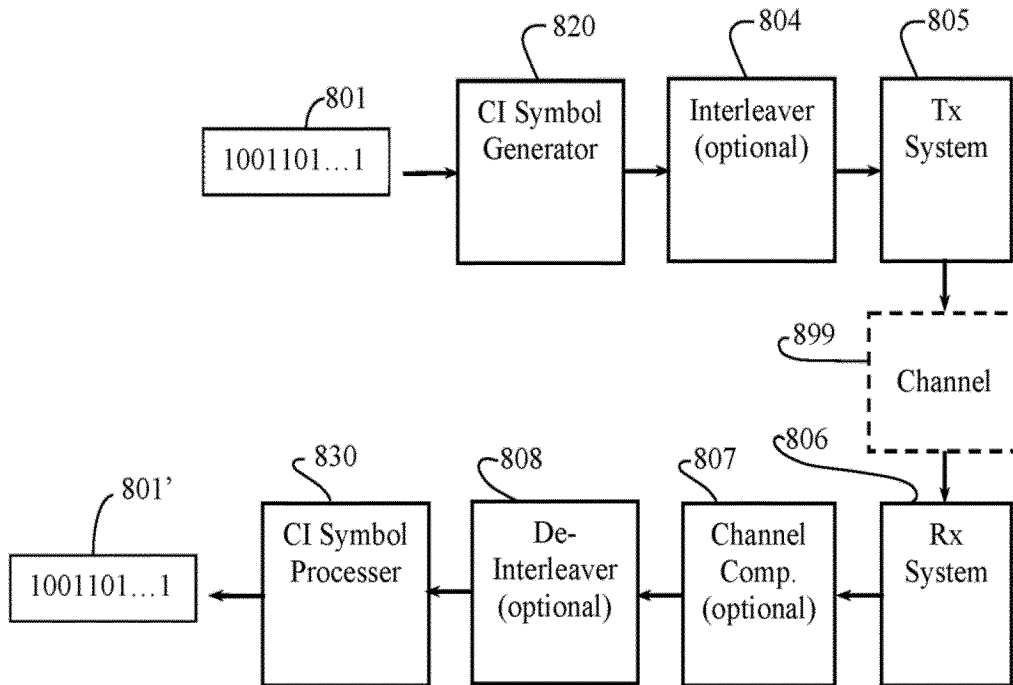 820
804
805
801
1001101...1
CI Symbol
Generator
Interleaver
(optional)
Tx
System
899
Channel
830
808
807
806
801'
1001101...1
CI Symbol
Processer
De-
Interleaver
(optional)
Channel
Comp.
(optional)
Rx
System